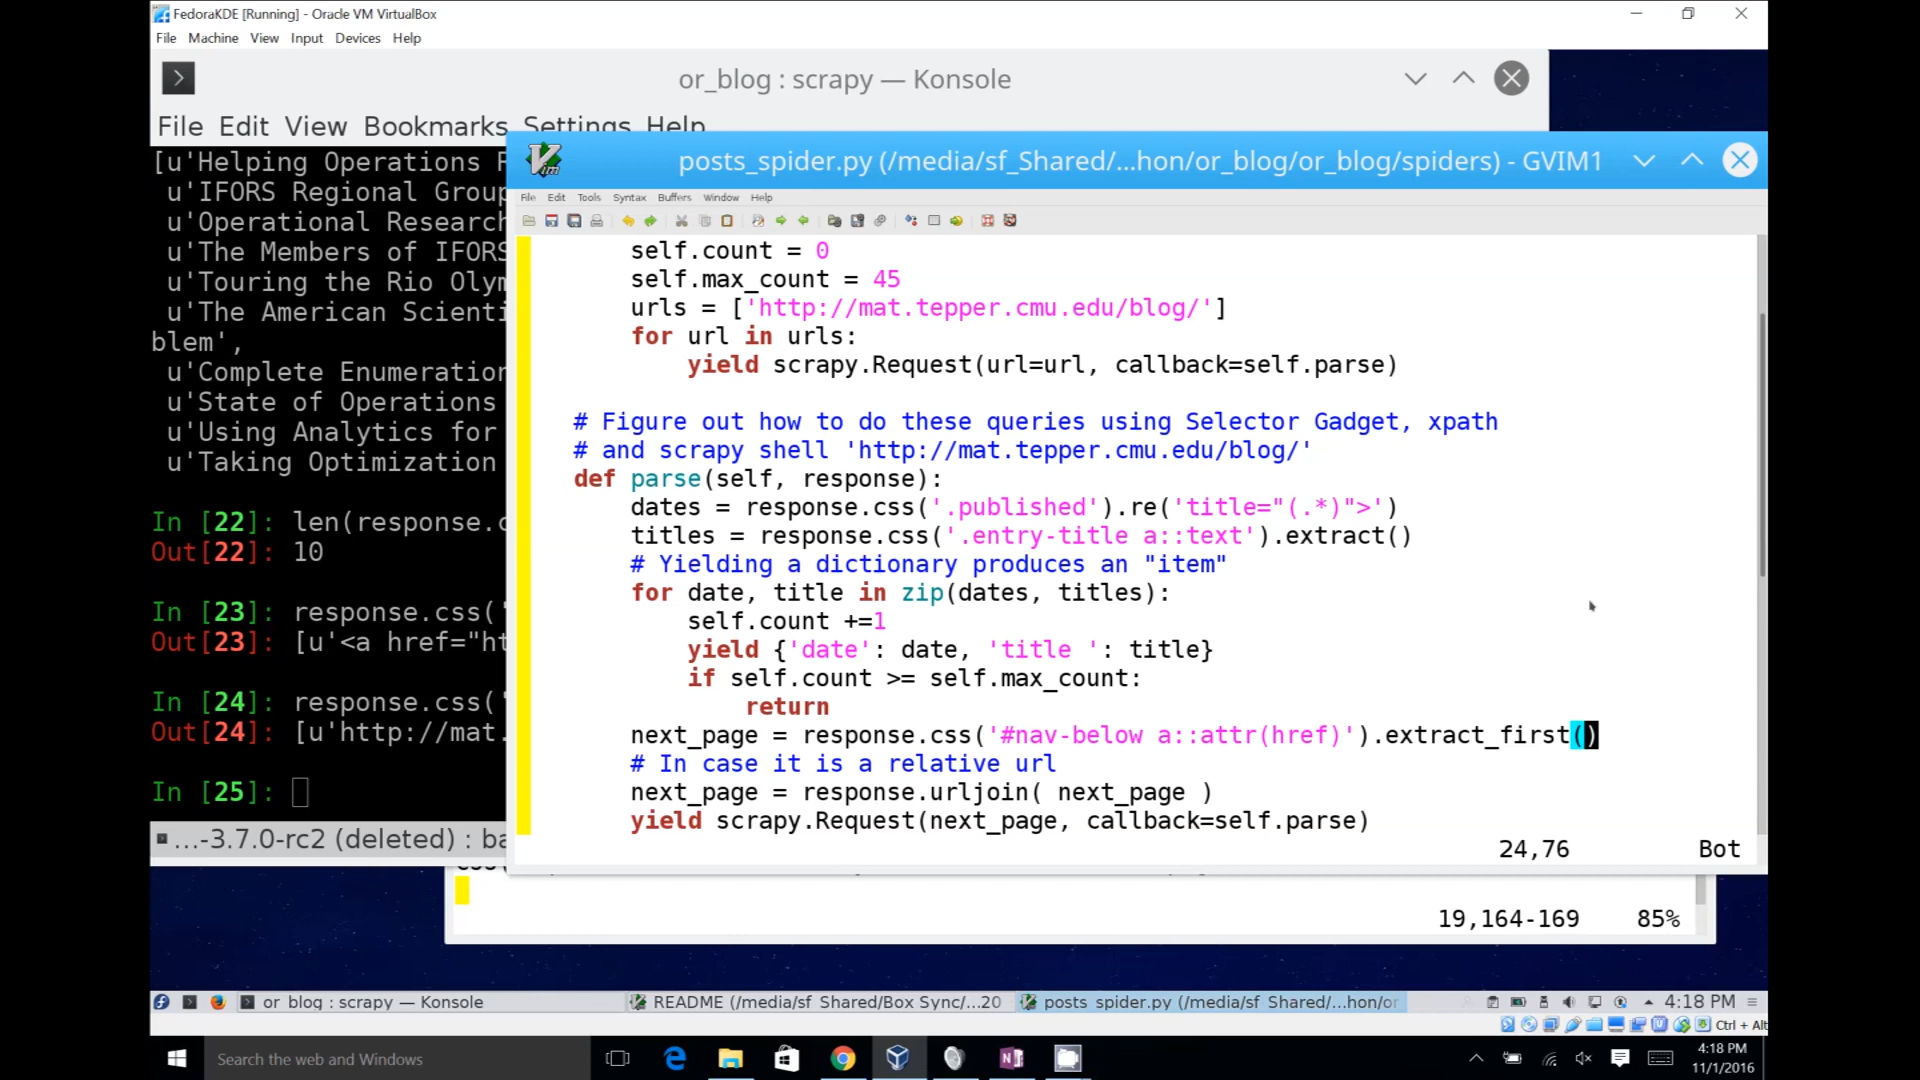 FedoraKDE [Running] - Oracle VM VirtualBox
File Machine View Input Devices Help
or_blog : scrapy — Konsole
File Edit View Bookmarks Settings Help
[u'Helping Operations
u'IFORS Regional Group
u'Operational Research
u'The Members of IFORS
u'Touring the Rio Olym
u'The American Scienti
blem',
u'Complete Enumeration
u'State of Operations
u'Using Analytics for
u'Taking Optimization
In [22]: len(response.c
Out[22]: 10
In [23]: response.css('
Out[23]: [u'<a href="ht
In [24]: response.css('
Out[24]: [u'http://mat.
In [25]:
...-3.7.0-rc2 (deleted) : ba
posts_spider.py (/media/sf_Shared/...hon/or_blog/or_blog/spiders) - GVIM1
File Edit Tools Syntax Buffers Window Help
self.count = 0
self.max_count = 45
urls = ['http://mat.tepper.cmu.edu/blog/']
for url in urls:
yield scrapy.Request(url=url, callback=self.parse)
# Figure out how to do these queries using Selector Gadget, xpath
# and scrapy shell 'http://mat.tepper.cmu.edu/blog/'
def parse(self, response):
dates = response.css('.published').re('title="(.*)">')
titles = response.css('.entry-title a::text').extract()
# Yielding a dictionary produces an "item"
for date, title in zip(dates, titles):
self.count +=1
yield {'date': date, 'title ': title}
if self.count >= self.max_count:
return
next_page = response.css('#nav-below a::attr(href)').extract_first()
# In case it is a relative url
next_page = response.urljoin( next_page )
yield scrapy.Request(next_page, callback=self.parse)
24,76 Bot
19,164-169 85%
or_blog : scrapy — Konsole
README (/media/sf_Shared/Box Sync/...20
posts_spider.py (/media/sf_Shared/...hon/or
4:18 PM
Ctrl + Alt
Search the web and Windows
4:18 PM
11/1/2016